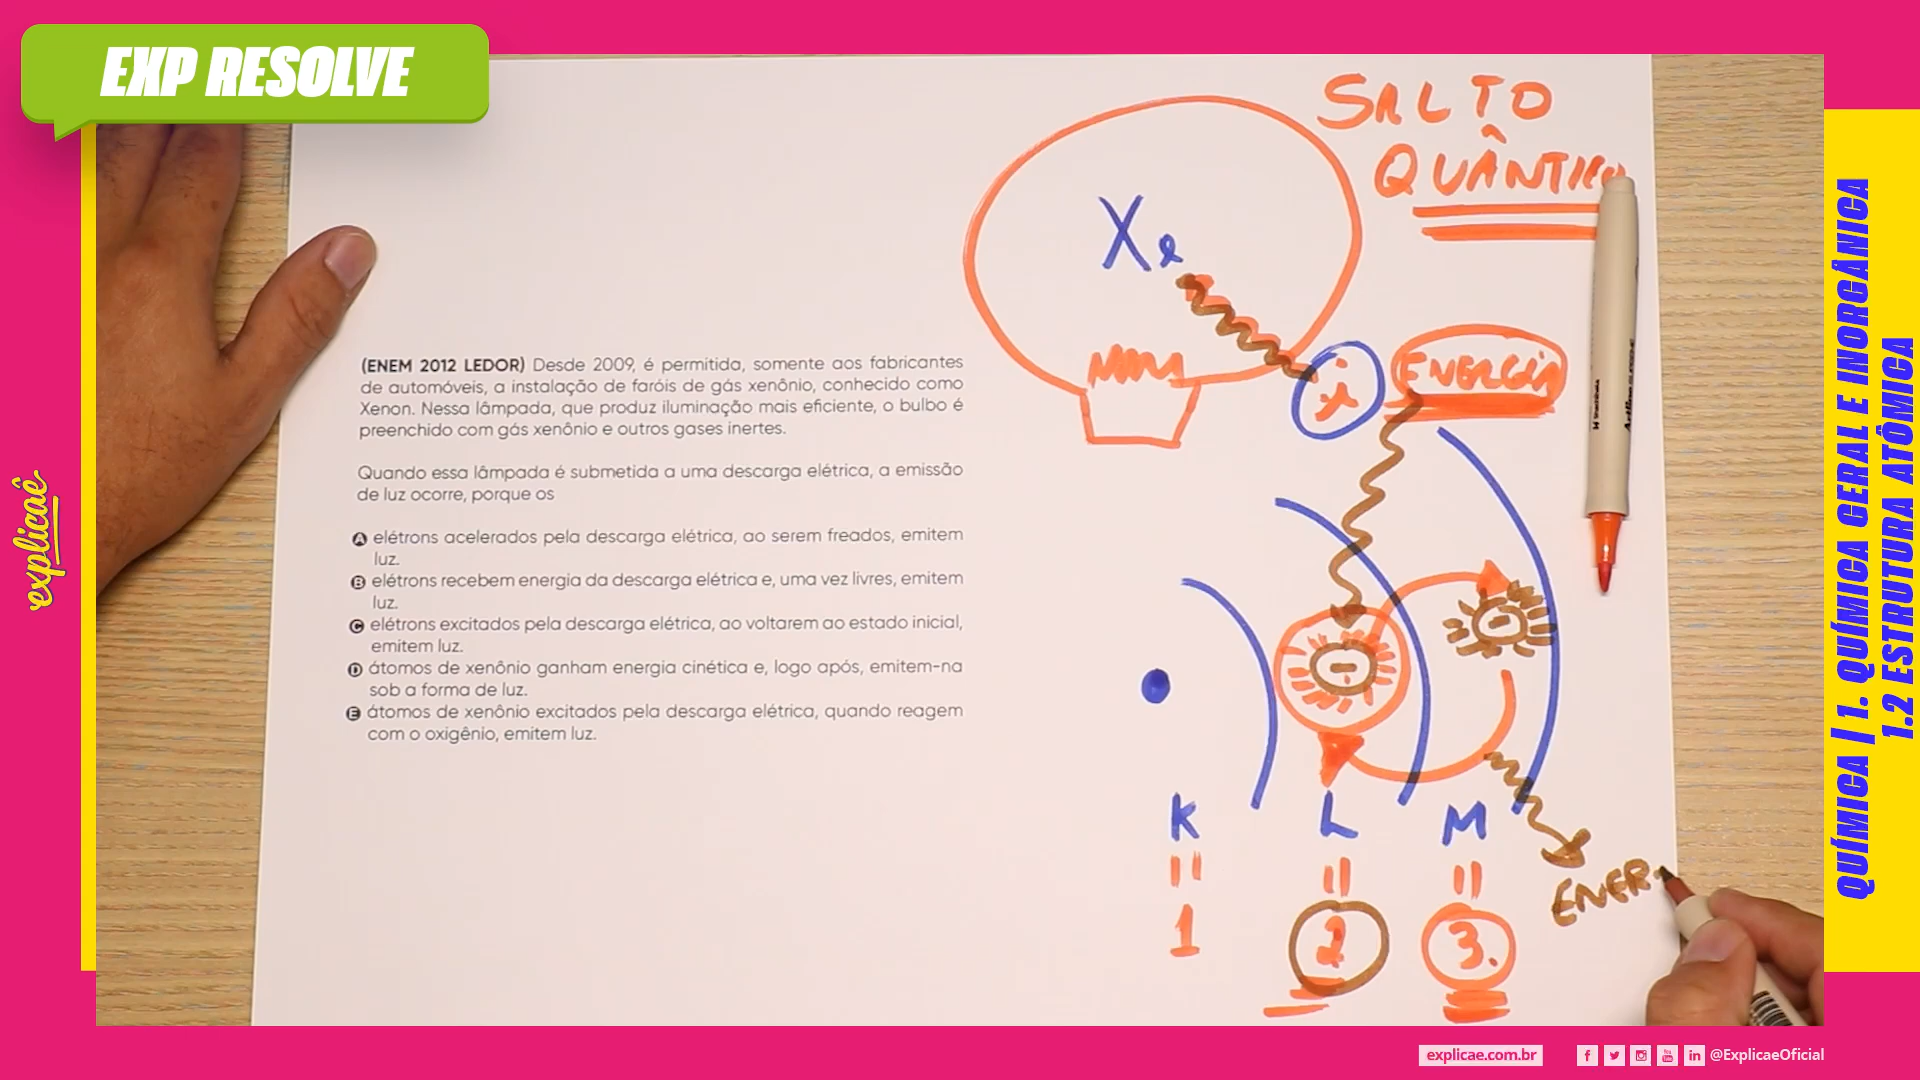 EXP RESOLVE
SALTO
QUÂNTICO
Xe
ENERGIA
(ENEM 2012 LEDOR) Desde 2009, é permitida, somente aos fabricantes
de automóveis, a instalação de faróis de gás xenônio, conhecido como
Xenon. Nessa lâmpada, que produz iluminação mais eficiente, o bulbo é
preenchido com gás xenônio e outros gases inertes.
Quando essa lâmpada é submetida a uma descarga elétrica, a emissão
de luz ocorre, porque os
A elétrons acelerados pela descarga elétrica, ao serem freados, emitem
luz.
B elétrons recebem energia da descarga elétrica e, uma vez livres, emitem
luz.
C elétrons excitados pela descarga elétrica, ao voltarem ao estado inicial,
emitem luz.
D átomos de xenônio ganham energia cinética e, logo após, emitem-na
sob a forma de luz.
E átomos de xenônio excitados pela descarga elétrica, quando reagem
com o oxigênio, emitem luz.
K L M
1 2 3.
ENER
explicaê
QUÍMICA | 1. QUÍMICA GERAL E INORGÂNICA
1.2 ESTRUTURA ATÔMICA
explicae.com.br
@ExplicaeOficial